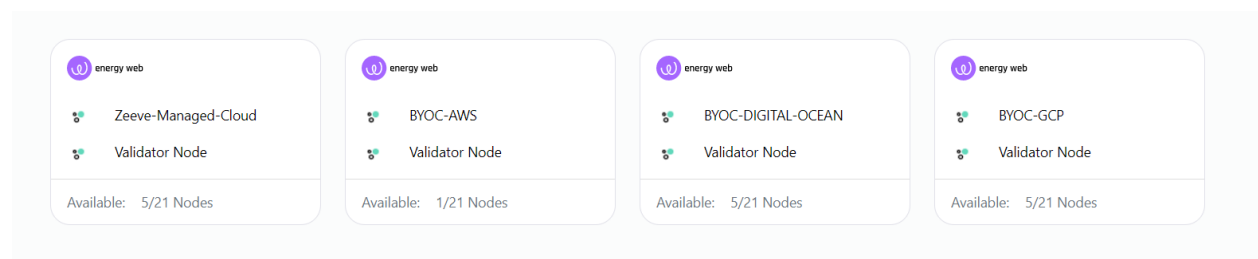 energy web
Zeeve-Managed-Cloud
Validator Node
Available: 5/21 Nodes
energy web
BYOC-AWS
Validator Node
Available: 1/21 Nodes
energy web
BYOC-DIGITAL-OCEAN
Validator Node
Available: 5/21 Nodes
energy web
BYOC-GCP
Validator Node
Available: 5/21 Nodes